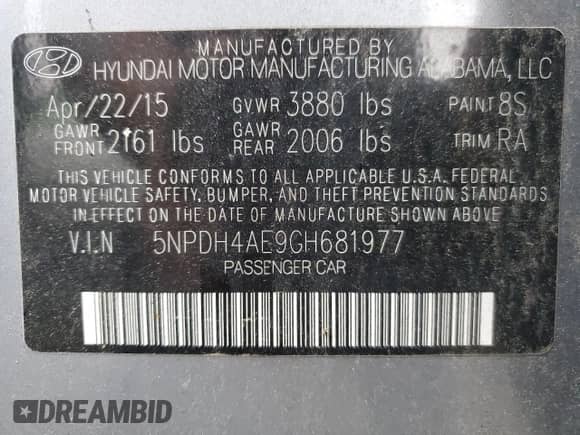 MANUFACTURED BY
HYUNDAI MOTOR MANUFACTURING ALABAMA, LLC
Apr/22/15 GVWR 3880 lbs PAINT 8S
GAWR FRONT 2161 lbs GAWR REAR 2006 lbs TRIM RA
THIS VEHICLE CONFORMS TO ALL APPLICABLE U.S.A. FEDERAL
MOTOR VEHICLE SAFETY, BUMPER, AND THEFT PREVENTION STANDARDS
IN EFFECT ON THE DATE OF MANUFACTURE SHOWN ABOVE
V.I.N 5NPDH4AE9GH681977
PASSENGER CAR
DREAMBID